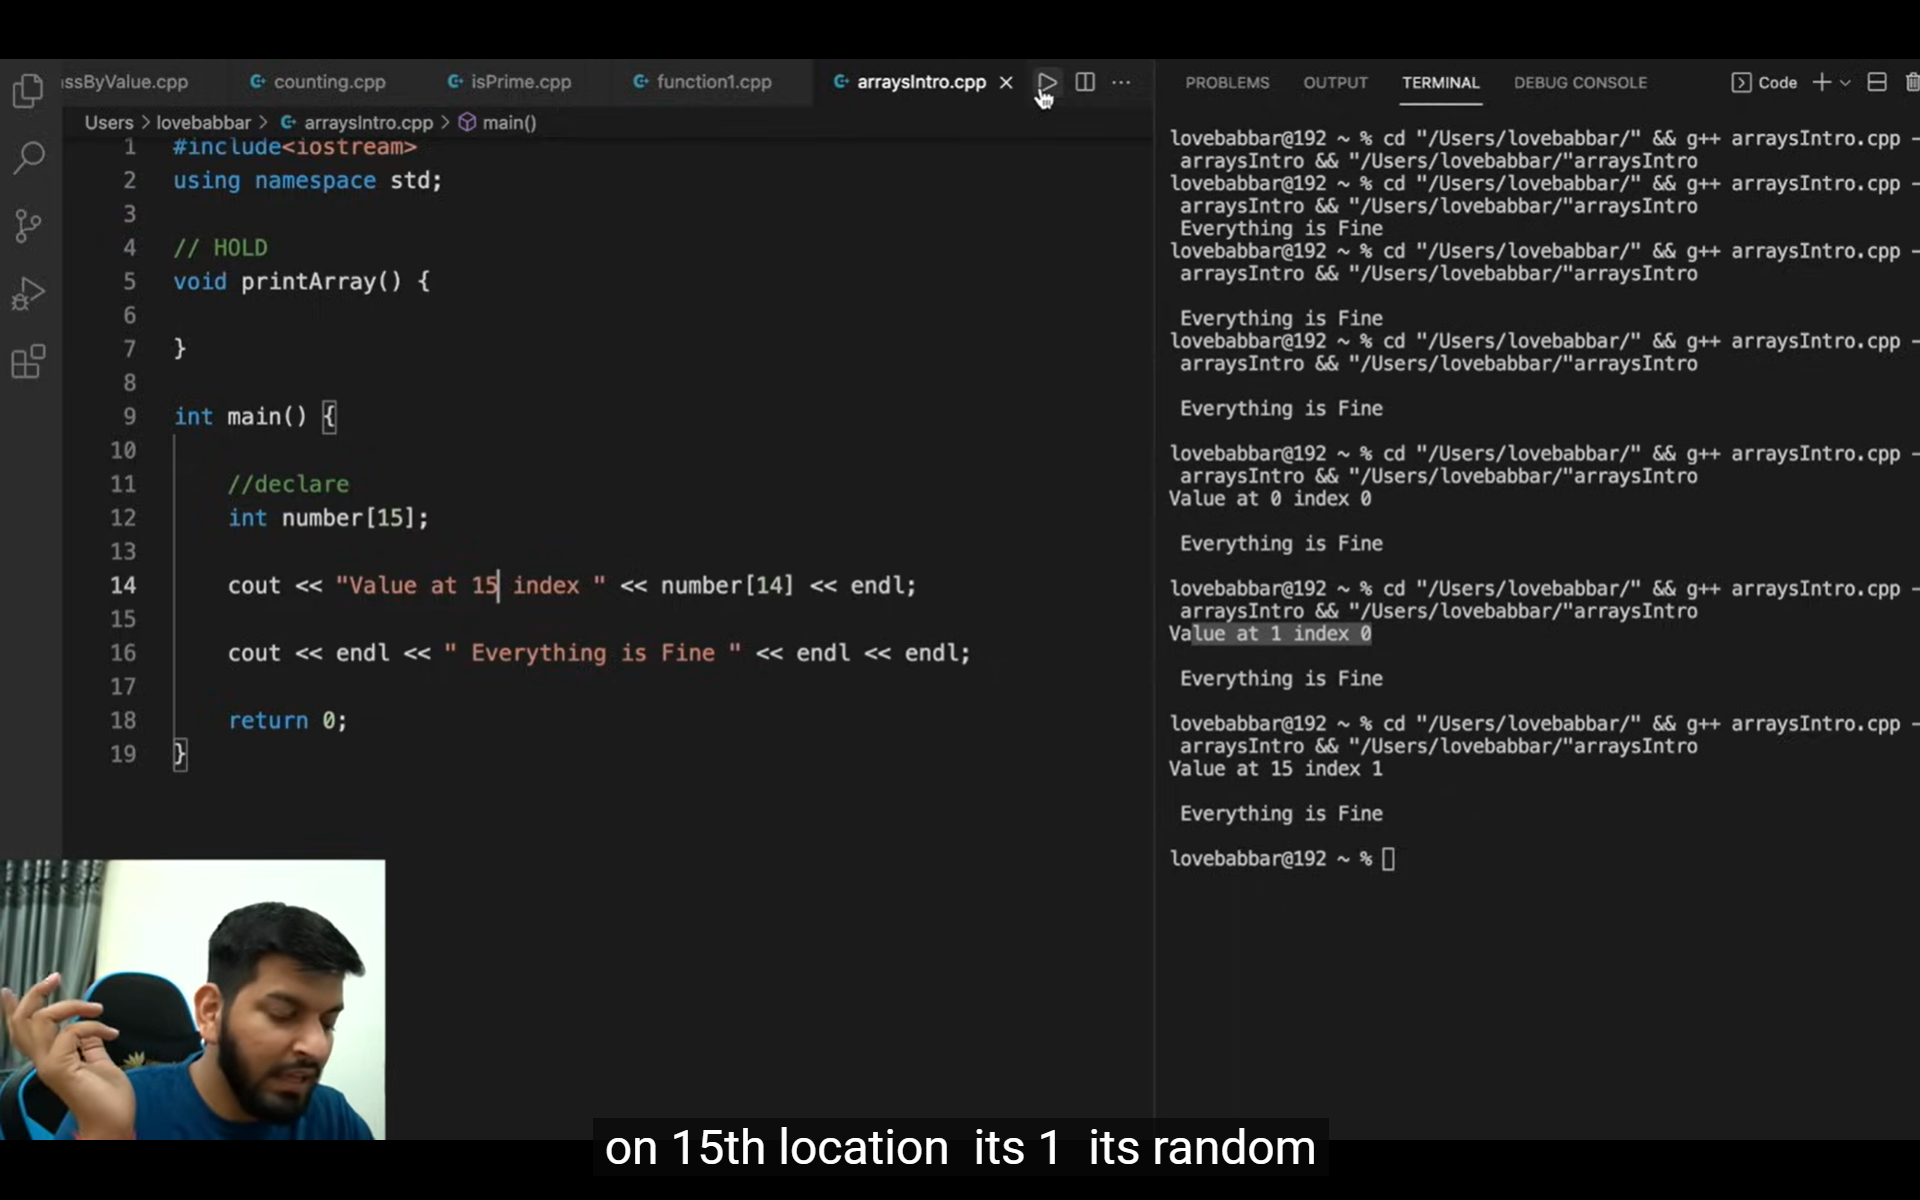 ssByValue.cpp counting.cpp isPrime.cpp function1.cpp arraysIntro.cpp
Users > lovebabbar > arraysIntro.cpp > main()
1 #include<iostream>
2 using namespace std;
3
4 // HOLD
5 void printArray() {
6
7 }
8
9 int main() {
10
11 //declare
12 int number[15];
13
14 cout << "Value at 15 index " << number[14] << endl;
15
16 cout << endl << " Everything is Fine " << endl << endl;
17
18 return 0;
19 }
PROBLEMS OUTPUT TERMINAL DEBUG CONSOLE Code
lovebabbar@192 ~ % cd "/Users/lovebabbar/" && g++ arraysIntro.cpp -
arraysIntro && "/Users/lovebabbar/"arraysIntro
lovebabbar@192 ~ % cd "/Users/lovebabbar/" && g++ arraysIntro.cpp -
arraysIntro && "/Users/lovebabbar/"arraysIntro
Everything is Fine
lovebabbar@192 ~ % cd "/Users/lovebabbar/" && g++ arraysIntro.cpp -
arraysIntro && "/Users/lovebabbar/"arraysIntro
Everything is Fine
lovebabbar@192 ~ % cd "/Users/lovebabbar/" && g++ arraysIntro.cpp -
arraysIntro && "/Users/lovebabbar/"arraysIntro
Everything is Fine
lovebabbar@192 ~ % cd "/Users/lovebabbar/" && g++ arraysIntro.cpp -
arraysIntro && "/Users/lovebabbar/"arraysIntro
Value at 0 index 0
Everything is Fine
lovebabbar@192 ~ % cd "/Users/lovebabbar/" && g++ arraysIntro.cpp -
arraysIntro && "/Users/lovebabbar/"arraysIntro
Value at 1 index 0
Everything is Fine
lovebabbar@192 ~ % cd "/Users/lovebabbar/" && g++ arraysIntro.cpp -
arraysIntro && "/Users/lovebabbar/"arraysIntro
Value at 15 index 1
Everything is Fine
lovebabbar@192 ~ %
on 15th location its 1 its random